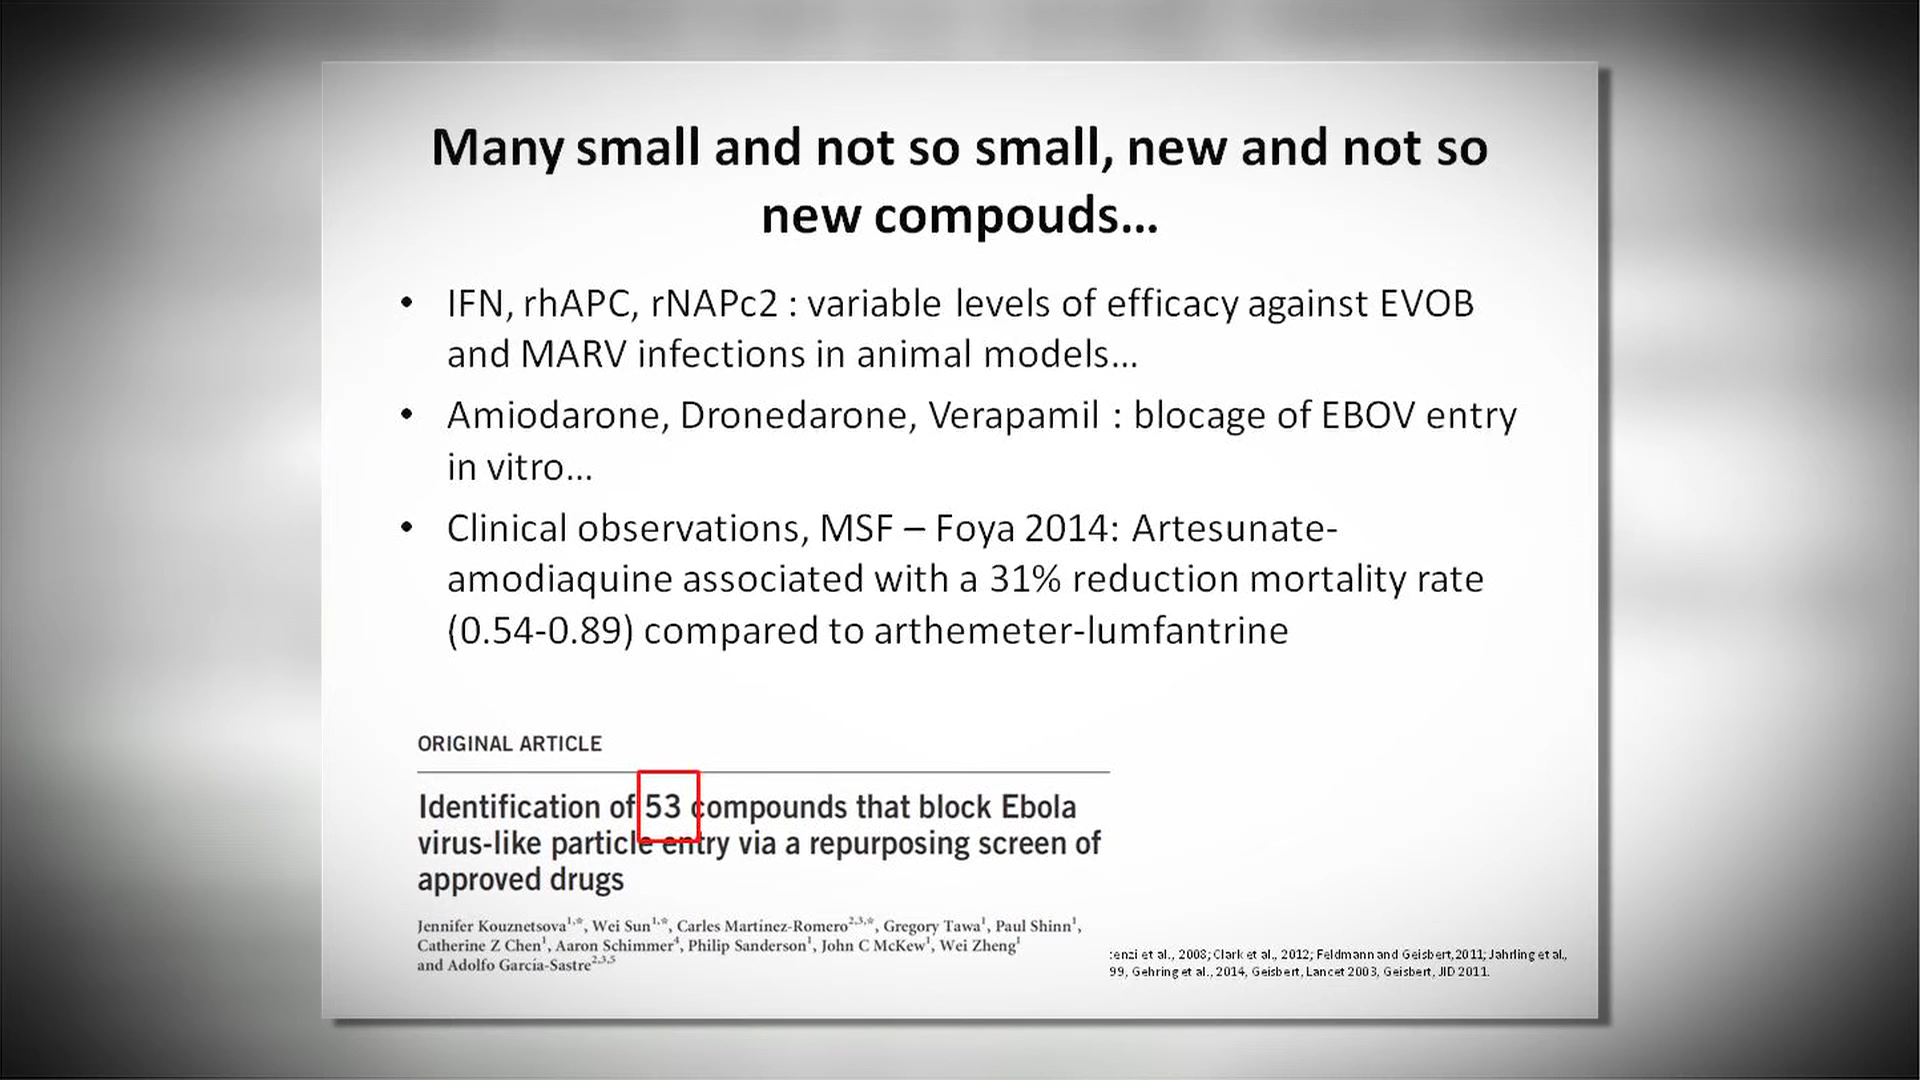 Many small and not so small, new and not so
new compouds...
• IFN, rhAPC, rNAPc2 : variable levels of efficacy against EVOB
and MARV infections in animal models...
• Amiodarone, Dronedarone, Verapamil : blocage of EBOV entry
in vitro...
• Clinical observations, MSF – Foya 2014: Artesunate-
amodiaquine associated with a 31% reduction mortality rate
(0.54-0.89) compared to arthemeter-lumfantrine
ORIGINAL ARTICLE
Identification of 53 compounds that block Ebola
virus-like particle entry via a repurposing screen of
approved drugs
Jennifer Kouznetsova1,*, Wei Sun1,*, Carles Martínez-Romero2,3,*, Gregory Tawa1, Paul Shinn1,
Catherine Z Chen1, Aaron Schimmer4, Philip Sanderson1, John C McKew1, Wei Zheng1
and Adolfo García-Sastre2,3,5
et al., 2008; Clark et al., 2012; Feldmann and Geisbert, 2011; Jahrling et al.,
99, Gehring et al., 2014, Geisbert, Lancet 2003, Geisbert, JID 2011.